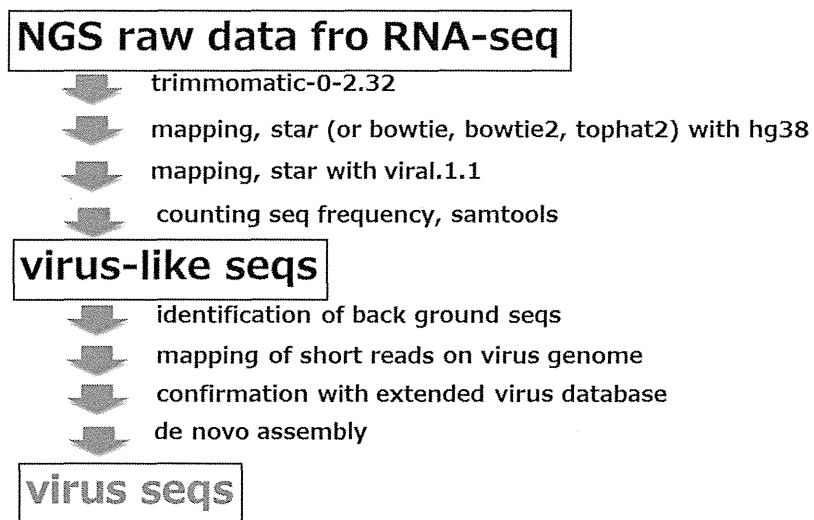 NGS raw data fro RNA-seq
trimmomatic-0-2.32
mapping, star (or bowtie, bowtie2, tophat2) with hg38
mapping, star with viral.1.1
counting seq frequency, samtools
virus-like seqs
identification of back ground seqs
mapping of short reads on virus genome
confirmation with extended virus database
de novo assembly
virus seqs